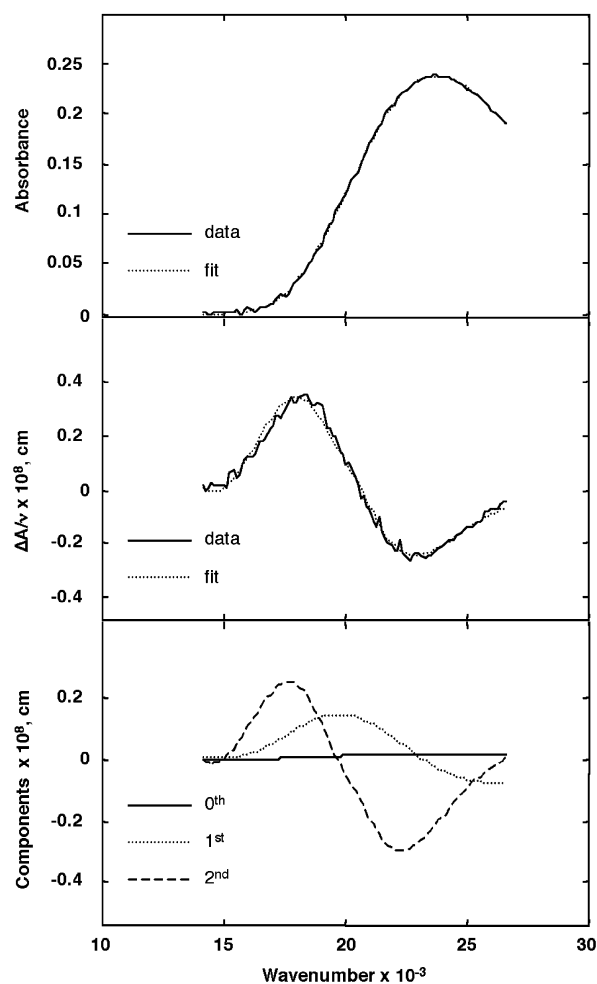 Absorbance
0.25
0.2
0.15
0.1
0.05
0
data
fit
ΔA/ν x 10⁸, cm
0.4
0.2
0
-0.2
-0.4
data
fit
Components x 10⁸, cm
0.2
0
-0.2
-0.4
0ᵗʰ
1ˢᵗ
2ⁿᵈ
10 15 20 25 30
Wavenumber x 10⁻³